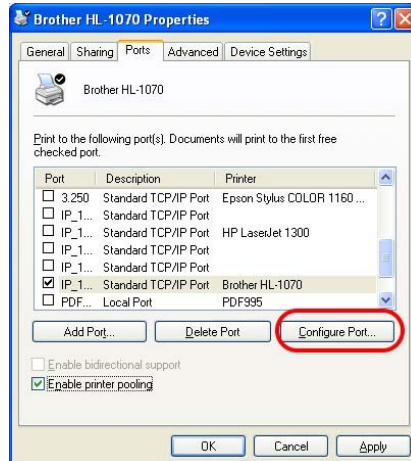 Brother HL-1070 Properties
General Sharing Ports Advanced Device Settings
Brother HL-1070
Print to the following port(s). Documents will print to the first free
checked port.
Port Description Printer
3.250 Standard TCP/IP Port Epson Stylus COLOR 1160 ...
IP_1... Standard TCP/IP Port
IP_1... Standard TCP/IP Port HP LaserJet 1300
IP_1... Standard TCP/IP Port
IP_1... Standard TCP/IP Port
IP_1... Standard TCP/IP Port Brother HL-1070
PDF... Local Port PDF995
Add Port... Delete Port Configure Port...
Enable bidirectional support
Enable printer pooling
OK Cancel Apply